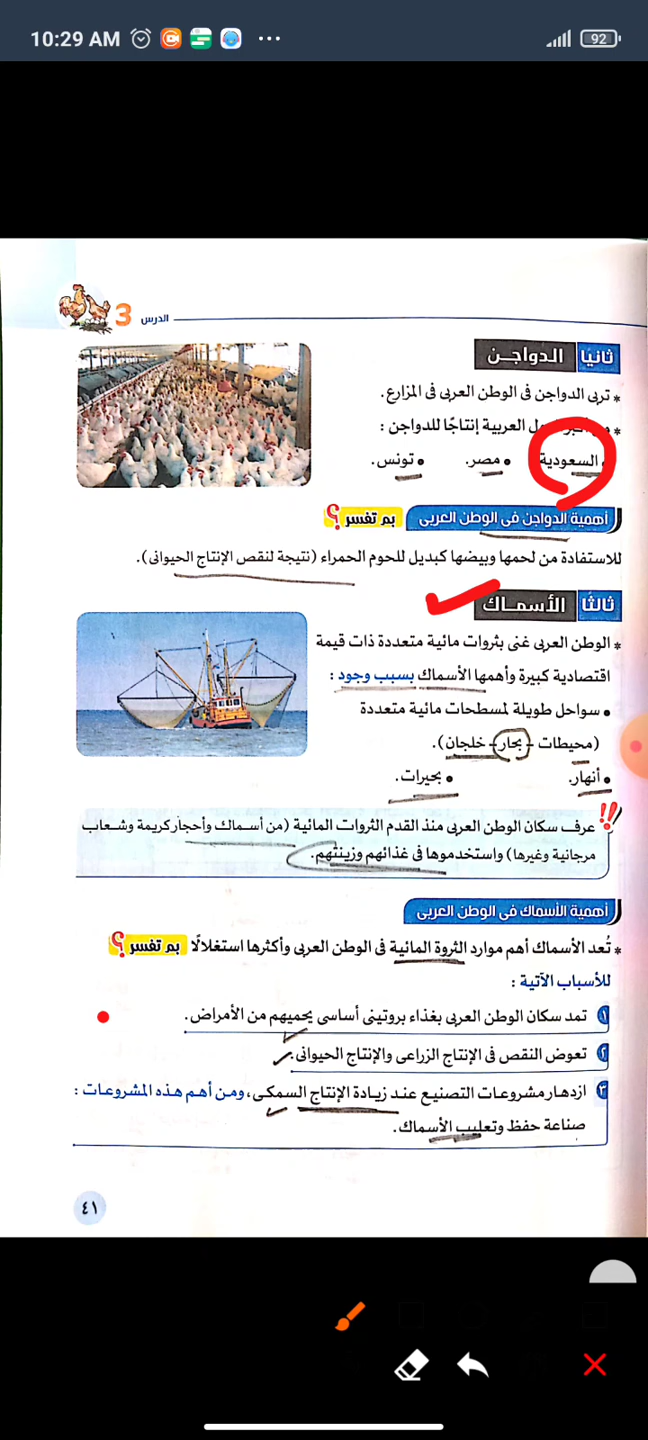 10:29 AM
92
الدرس 3
ثانيًا الدواجن
* تربى الدواجن فى الوطن العربى فى المزارع.
* من العربية إنتاجًا للدواجن :
• السعودية • مصر. • تونس.
أهمية الدواجن فى الوطن العربى بم تفسر ؟
للاستفادة من لحمها وبيضها كبديل للحوم الحمراء (نتيجة لنقص الإنتاج الحيوانى).
ثالثًا الأسماك
* الوطن العربى غنى بثروات مائية متعددة ذات قيمة
اقتصادية كبيرة وأهمها الأسماك بسبب وجود :
• سواحل طويلة لمسطحات مائية متعددة
(محيطات - بحار - خلجان).
• أنهار. • بحيرات.
!! عرف سكان الوطن العربى منذ القدم الثروات المائية (من أسماك وأحجار كريمة وشعاب
مرجانية وغيرها) واستخدموها فى غذائهم وزينتهم.
أهمية الأسماك فى الوطن العربى
* تُعد الأسماك أهم موارد الثروة المائية فى الوطن العربى وأكثرها استغلالًا بم تفسر ؟
للأسباب الآتية :
١ تمد سكان الوطن العربى بغذاء بروتينى أساسى يحميهم من الأمراض.
٢ تعوض النقص فى الإنتاج الزراعى والإنتاج الحيوانى.
٣ ازدهار مشروعات التصنيع عند زيادة الإنتاج السمكى، ومن أهم هذه المشروعات :
صناعة حفظ وتعليب الأسماك.
٤١